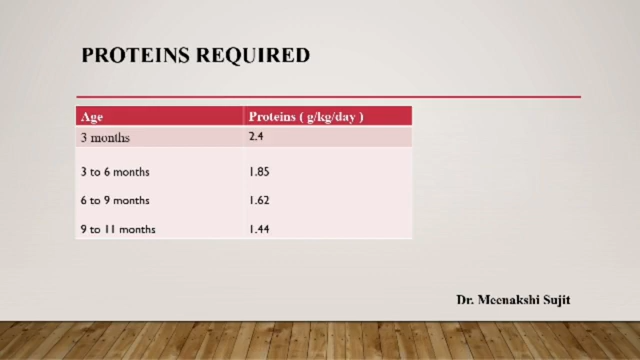 PROTEINS REQUIRED
Age Proteins ( g/kg/day )
3 months 2.4
3 to 6 months 1.85
6 to 9 months 1.62
9 to 11 months 1.44
Dr. Meenakshi Sujit